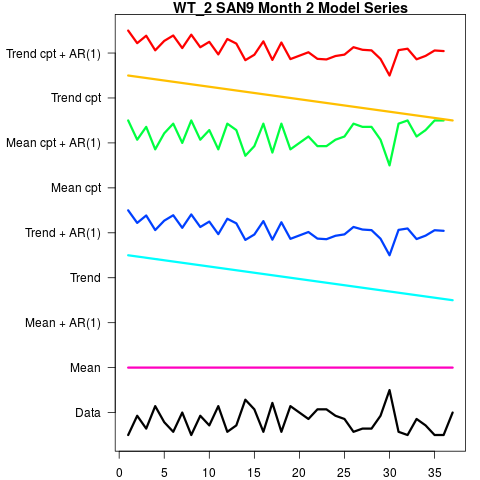 WT_2 SAN9 Month 2 Model Series
Trend cpt + AR(1)
Trend cpt
Mean cpt + AR(1)
Mean cpt
Trend + AR(1)
Trend
Mean + AR(1)
Mean
Data
0 5 10 15 20 25 30 35